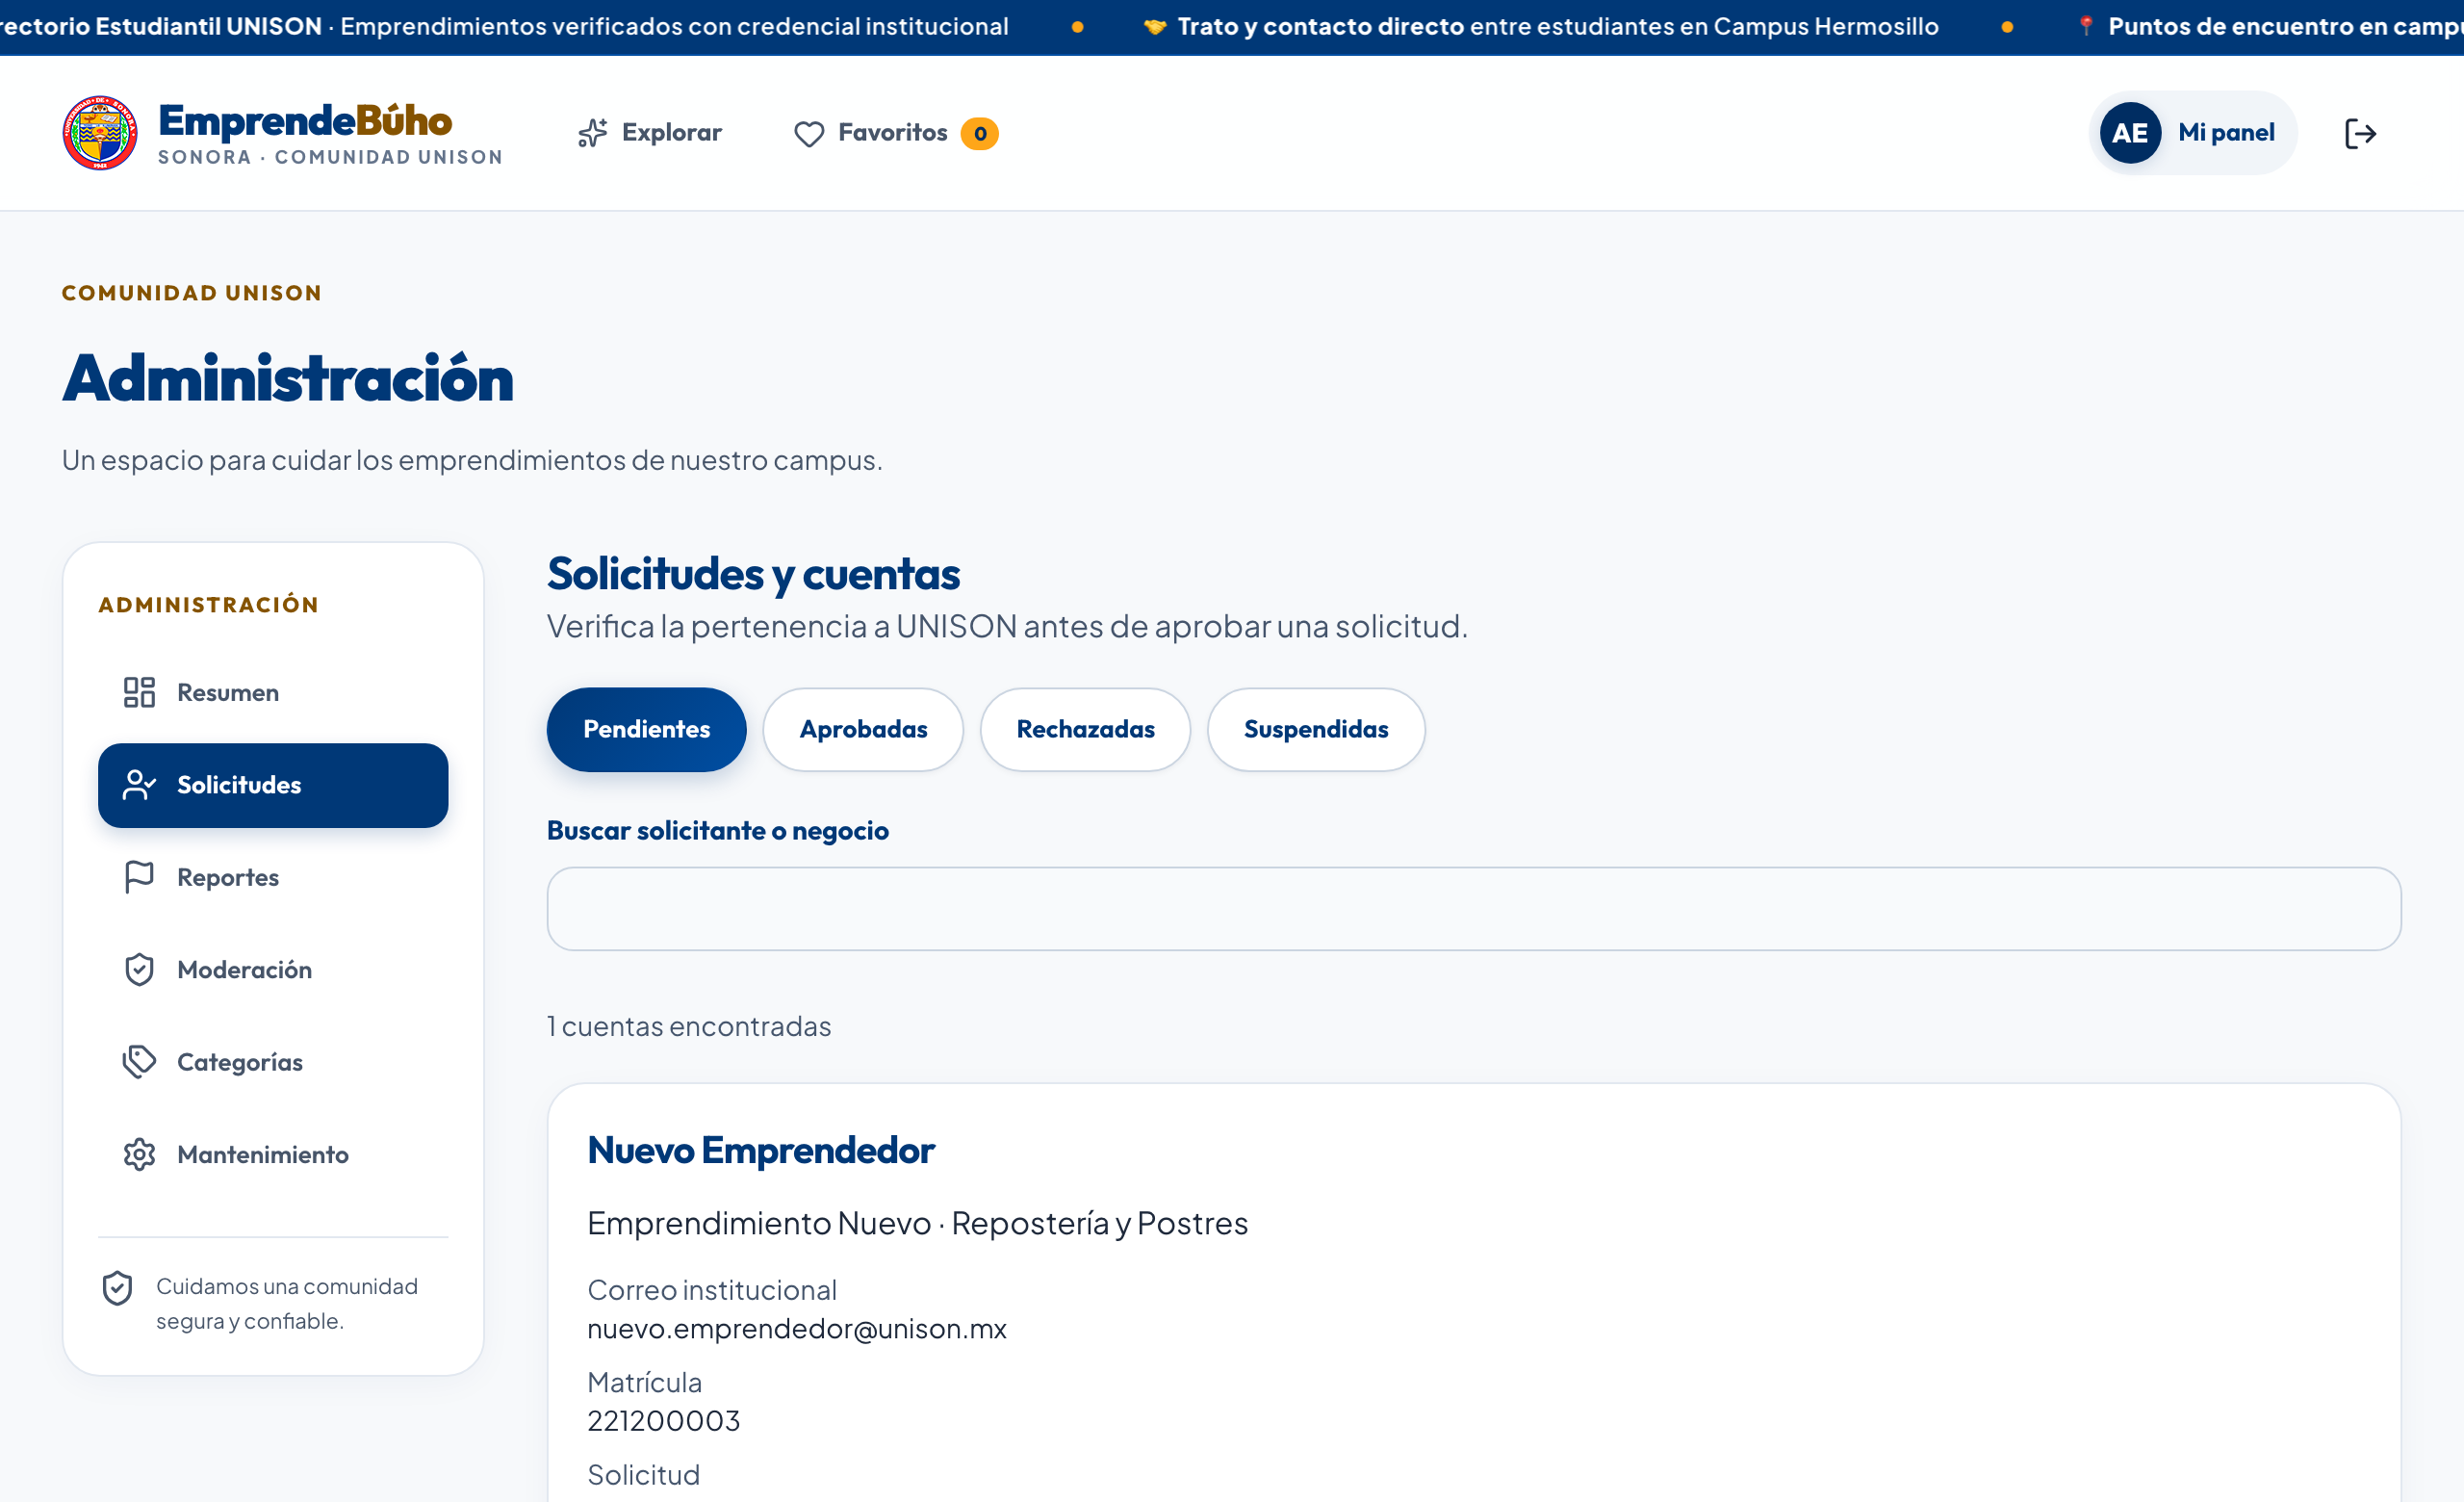 rectorio Estudiantil UNISON · Emprendimientos verificados con credencial institucional • 🤝 Trato y contacto directo entre estudiantes en Campus Hermosillo • 📍 Puntos de encuentro en campu
EmprendeBúho
SONORA · COMUNIDAD UNISON
Explorar
Favoritos 0
AE Mi panel
COMUNIDAD UNISON
Administración
Un espacio para cuidar los emprendimientos de nuestro campus.
ADMINISTRACIÓN
Resumen
Solicitudes
Reportes
Moderación
Categorías
Mantenimiento
Cuidamos una comunidad
segura y confiable.
Solicitudes y cuentas
Verifica la pertenencia a UNISON antes de aprobar una solicitud.
Pendientes
Aprobadas
Rechazadas
Suspendidas
Buscar solicitante o negocio
1 cuentas encontradas
Nuevo Emprendedor
Emprendimiento Nuevo · Repostería y Postres
Correo institucional
nuevo.emprendedor@unison.mx
Matrícula
221200003
Solicitud